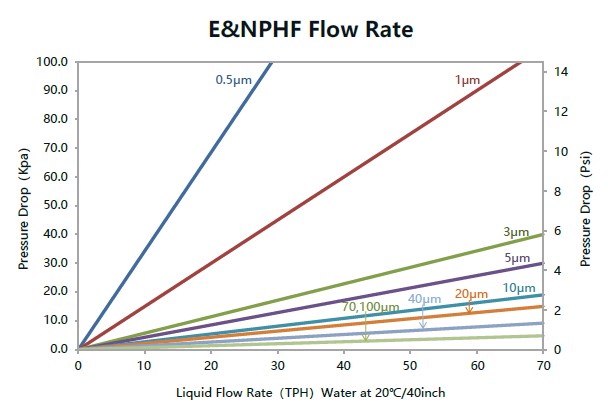 E&NPHF Flow Rate
Pressure Drop（Kpa）
100.0
90.0
80.0
70.0
60.0
50.0
40.0
30.0
20.0
10.0
0.0
0.5μm
1μm
3μm
5μm
10μm
20μm
40μm
70,100μm
14
12
10
8
6
4
2
0
Pressure Drop（Psi）
0 10 20 30 40 50 60 70
Liquid Flow Rate（TPH）Water at 20℃/40inch